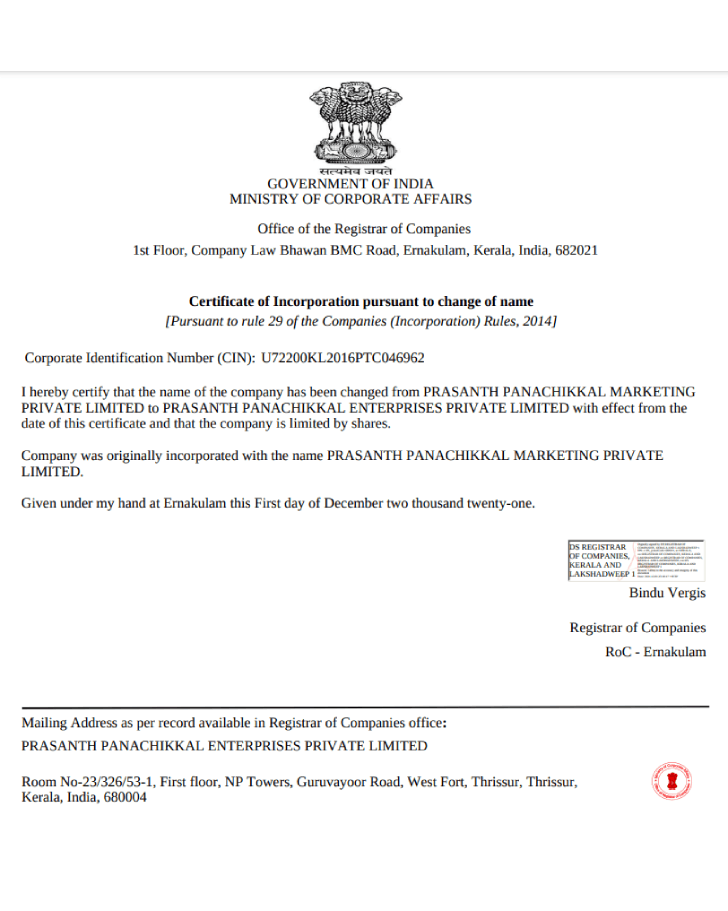 सत्यमेव जयते
GOVERNMENT OF INDIA
MINISTRY OF CORPORATE AFFAIRS
Office of the Registrar of Companies
1st Floor, Company Law Bhawan BMC Road, Ernakulam, Kerala, India, 682021
Certificate of Incorporation pursuant to change of name
[Pursuant to rule 29 of the Companies (Incorporation) Rules, 2014]
Corporate Identification Number (CIN): U72200KL2016PTC046962
I hereby certify that the name of the company has been changed from PRASANTH PANACHIKKAL MARKETING
PRIVATE LIMITED to PRASANTH PANACHIKKAL ENTERPRISES PRIVATE LIMITED with effect from the
date of this certificate and that the company is limited by shares.
Company was originally incorporated with the name PRASANTH PANACHIKKAL MARKETING PRIVATE
LIMITED.
Given under my hand at Ernakulam this First day of December two thousand twenty-one.
DS REGISTRAR
OF COMPANIES,
KERALA AND
LAKSHADWEEP 1
Bindu Vergis
Registrar of Companies
RoC - Ernakulam
Mailing Address as per record available in Registrar of Companies office:
PRASANTH PANACHIKKAL ENTERPRISES PRIVATE LIMITED
Room No-23/326/53-1, First floor, NP Towers, Guruvayoor Road, West Fort, Thrissur, Thrissur,
Kerala, India, 680004